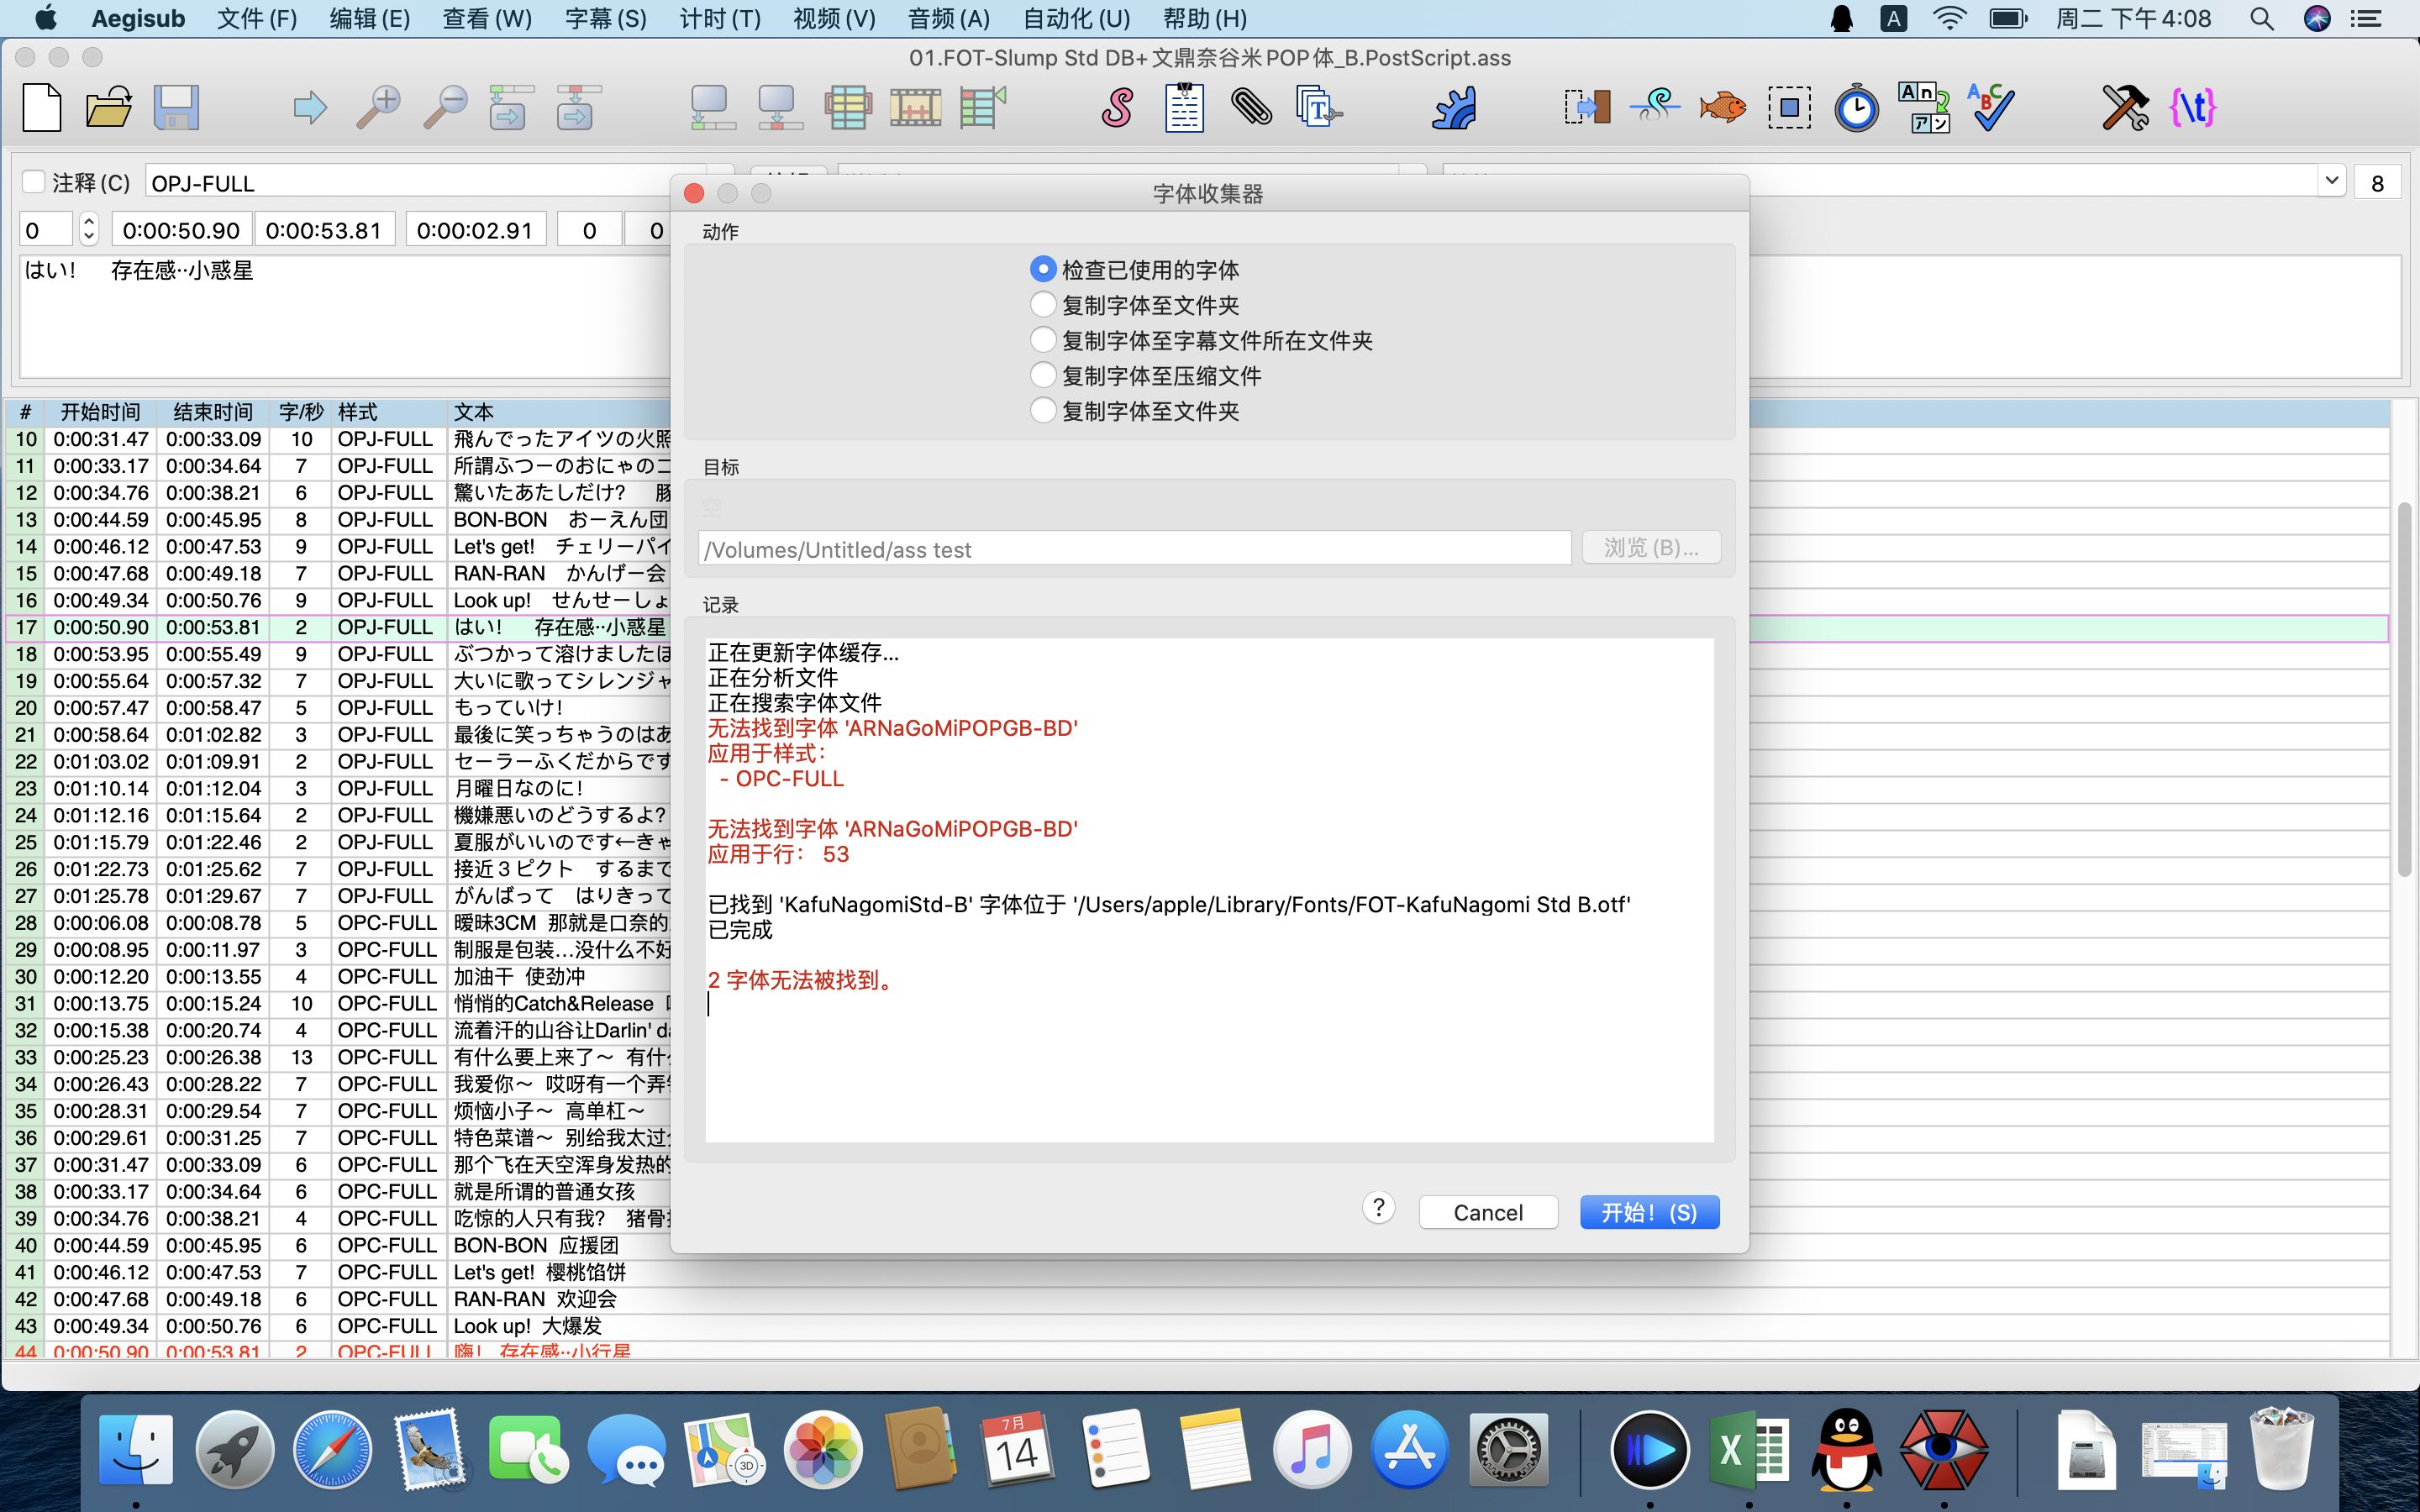 Aegisub 文件 (F) 编辑 (E) 查看 (W) 字幕 (S) 计时 (T) 视频 (V) 音频 (A) 自动化 (U) 帮助 (H) A 周二 下午4:08
01.FOT-Slump Std DB+文鼎奈谷米POP体_B.PostScript.ass
注释 (C) OPJ-FULL 8
0 0:00:50.90 0:00:53.81 0:00:02.91 0 0
はい! 存在感··小惑星
# 开始时间 结束时间 字/秒 样式 文本
10 0:00:31.47 0:00:33.09 10 OPJ-FULL 飛んでったアイツの火照
11 0:00:33.17 0:00:34.64 7 OPJ-FULL 所謂ふつーのおにゃのこ
12 0:00:34.76 0:00:38.21 6 OPJ-FULL 驚いたあたしだけ? 豚
13 0:00:44.59 0:00:45.95 8 OPJ-FULL BON-BON おーえん団
14 0:00:46.12 0:00:47.53 9 OPJ-FULL Let's get! チェリーパイ
15 0:00:47.68 0:00:49.18 7 OPJ-FULL RAN-RAN かんげー会
16 0:00:49.34 0:00:50.76 9 OPJ-FULL Look up! せんせーしょ
17 0:00:50.90 0:00:53.81 2 OPJ-FULL はい! 存在感··小惑星
18 0:00:53.95 0:00:55.49 9 OPJ-FULL ぶつかって溶けましたほ
19 0:00:55.64 0:00:57.32 7 OPJ-FULL 大いに歌ってシレンジャ
20 0:00:57.47 0:00:58.47 5 OPJ-FULL もっていけ!
21 0:00:58.64 0:01:02.82 3 OPJ-FULL 最後に笑っちゃうのはあ
22 0:01:03.02 0:01:09.91 2 OPJ-FULL セーラーふくだからです
23 0:01:10.14 0:01:12.04 3 OPJ-FULL 月曜日なのに!
24 0:01:12.16 0:01:15.64 2 OPJ-FULL 機嫌悪いのどうするよ?
25 0:01:15.79 0:01:22.46 2 OPJ-FULL 夏服がいいのです←きゃ
26 0:01:22.73 0:01:25.62 7 OPJ-FULL 接近３ピクト するまで
27 0:01:25.78 0:01:29.67 7 OPJ-FULL がんばって はりきって
28 0:00:06.08 0:00:08.78 5 OPC-FULL 暧昧3CM 那就是口奈的
29 0:00:08.95 0:00:11.97 3 OPC-FULL 制服是包装...没什么不好
30 0:00:12.20 0:00:13.55 4 OPC-FULL 加油干 使劲冲
31 0:00:13.75 0:00:15.24 10 OPC-FULL 悄悄的Catch&Release
32 0:00:15.38 0:00:20.74 4 OPC-FULL 流着汗的山谷让Darlin' da
33 0:00:25.23 0:00:26.38 13 OPC-FULL 有什么要上来了～ 有什么
34 0:00:26.43 0:00:28.22 7 OPC-FULL 我爱你～ 哎呀有一个弄
35 0:00:28.31 0:00:29.54 7 OPC-FULL 烦恼小子～ 高单杠～
36 0:00:29.61 0:00:31.25 7 OPC-FULL 特色菜谱～ 别给我太过
37 0:00:31.47 0:00:33.09 6 OPC-FULL 那个飞在天空浑身发热的
38 0:00:33.17 0:00:34.64 6 OPC-FULL 就是所谓的普通女孩
39 0:00:34.76 0:00:38.21 4 OPC-FULL 吃惊的人只有我? 猪骨
40 0:00:44.59 0:00:45.95 6 OPC-FULL BON-BON 应援团
41 0:00:46.12 0:00:47.53 7 OPC-FULL Let's get! 樱桃馅饼
42 0:00:47.68 0:00:49.18 6 OPC-FULL RAN-RAN 欢迎会
43 0:00:49.34 0:00:50.76 6 OPC-FULL Look up! 大爆发
44 0:00:50.90 0:00:53.81 2 OPC-FULL 嗨! 存在感··小行星
字体收集器
动作
检查已使用的字体
复制字体至文件夹
复制字体至字幕文件所在文件夹
复制字体至压缩文件
复制字体至文件夹
目标
空
/Volumes/Untitled/ass test 浏览 (B)...
记录
正在更新字体缓存...
正在分析文件
正在搜索字体文件
无法找到字体 'ARNaGoMiPOPGB-BD'
应用于样式:
- OPC-FULL
无法找到字体 'ARNaGoMiPOPGB-BD'
应用于行: 53
已找到 'KafuNagomiStd-B' 字体位于 '/Users/apple/Library/Fonts/FOT-KafuNagomi Std B.otf'
已完成
2 字体无法被找到。
? Cancel 开始! (S)
7月
14
3D